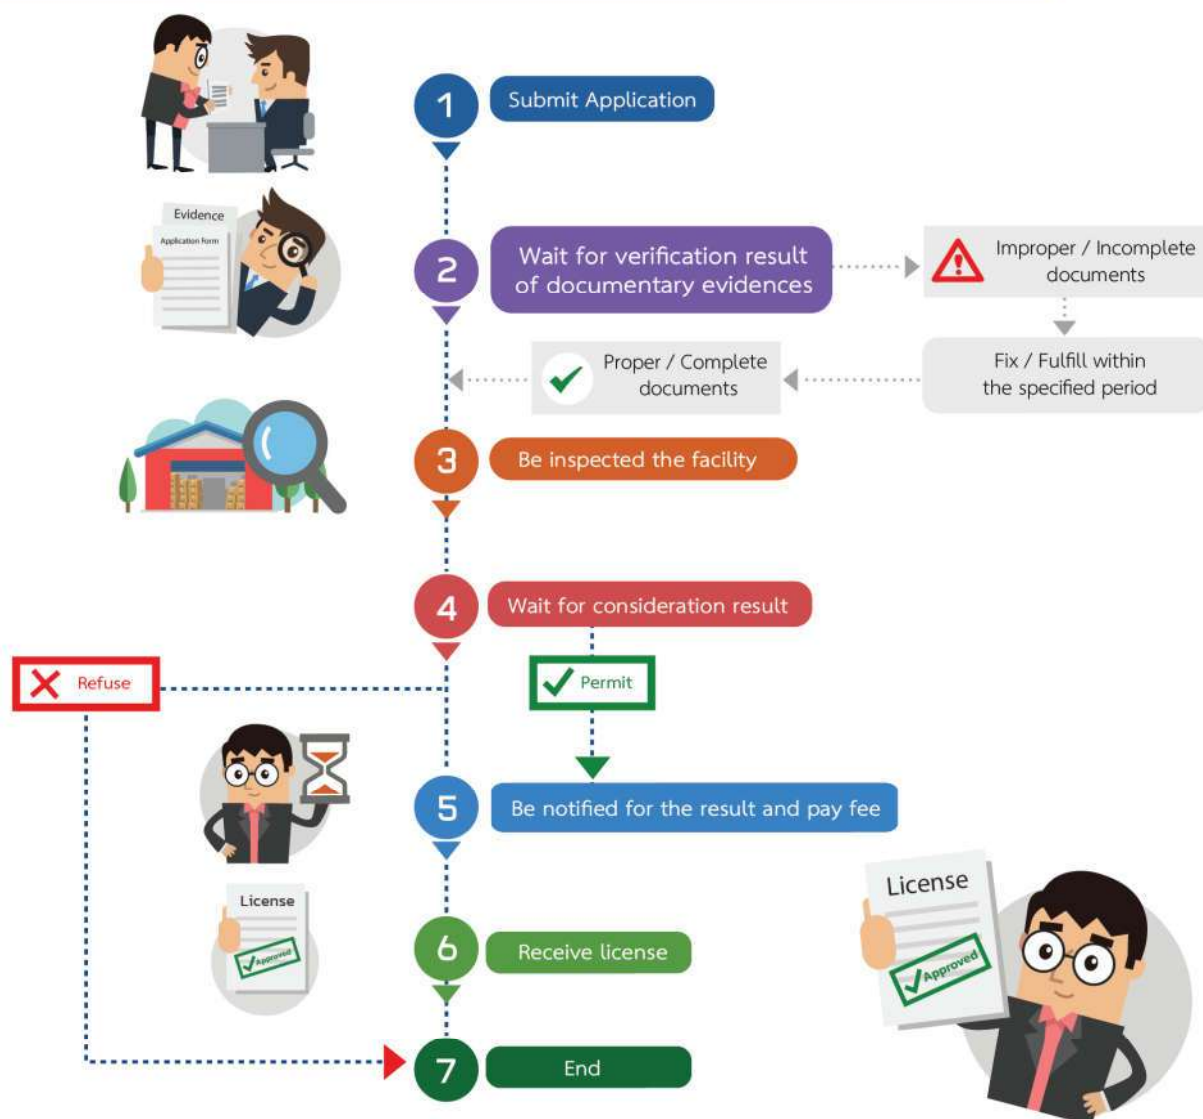 1
Submit Application
Evidence
Application Form
2
Wait for verification result
of documentary evidences
Improper / Incomplete
documents
Proper / Complete
documents
Fix / Fulfill within
the specified period
3
Be inspected the facility
4
Wait for consideration result
Refuse
Permit
5
Be notified for the result and pay fee
License
Approved
6
Receive license
License
Approved
7
End